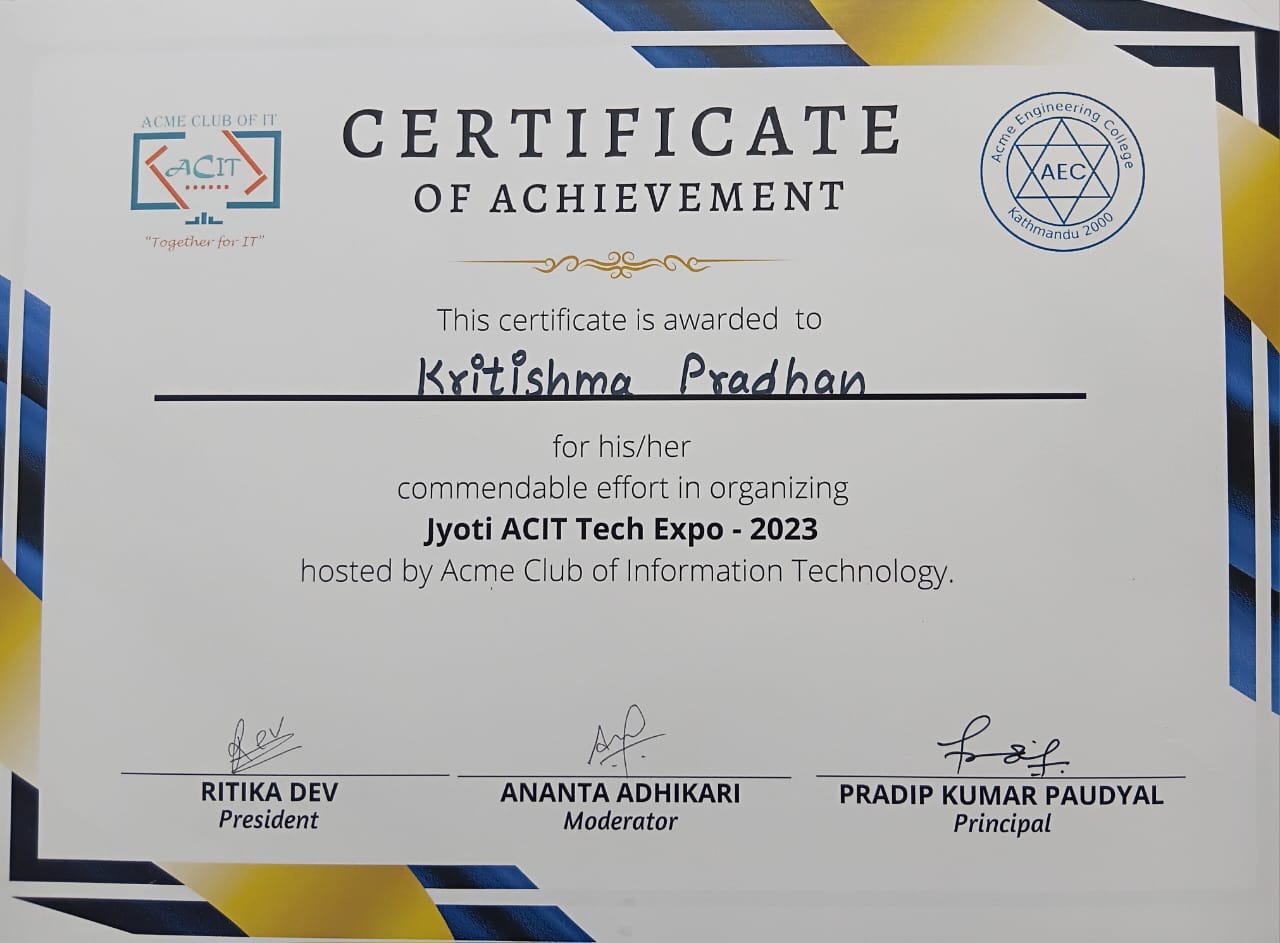 ACME CLUB OF IT
ACIT
"Together for IT"
CERTIFICATE
OF ACHIEVEMENT
Acme Engineering College
AEC
Kathmandu 2000
This certificate is awarded to
Kritishma Pradhan
for his/her
commendable effort in organizing
Jyoti ACIT Tech Expo - 2023
hosted by Acme Club of Information Technology.
Dev
RITIKA DEV
President
ANANTA ADHIKARI
Moderator
PRADIP KUMAR PAUDYAL
Principal